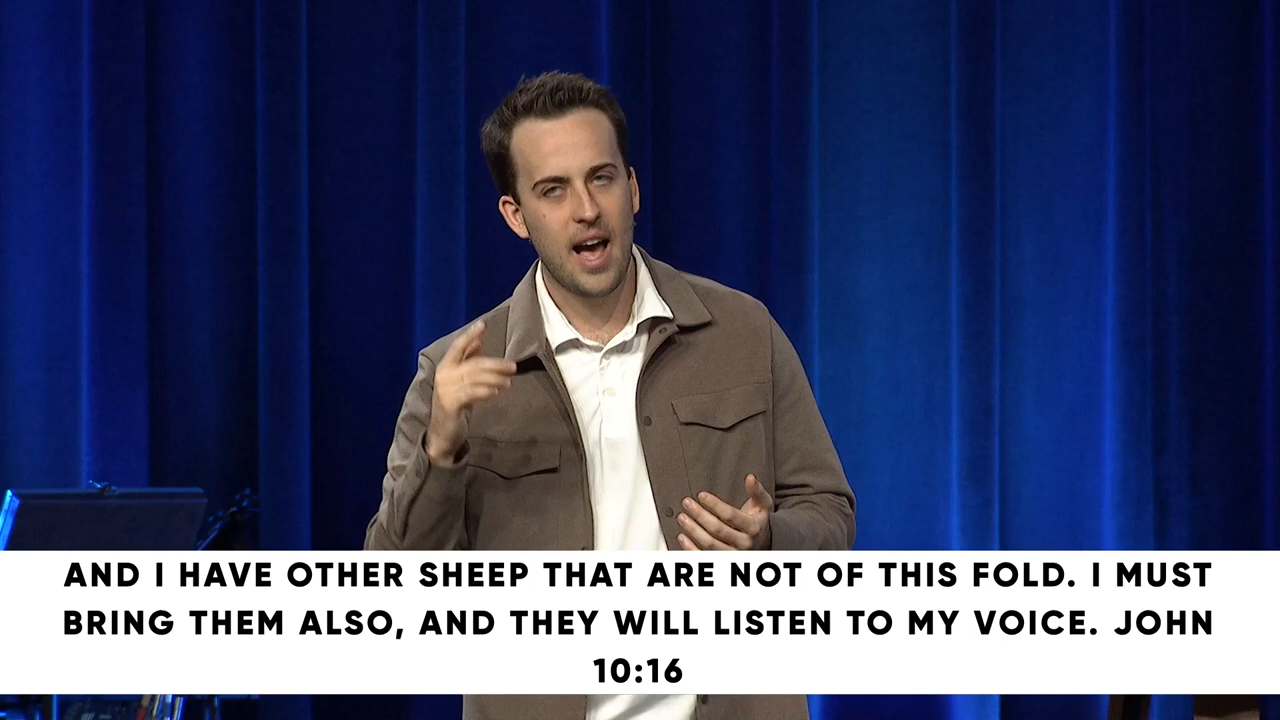 AND I HAVE OTHER SHEEP THAT ARE NOT OF THIS FOLD. I MUST
BRING THEM ALSO, AND THEY WILL LISTEN TO MY VOICE. JOHN
10:16